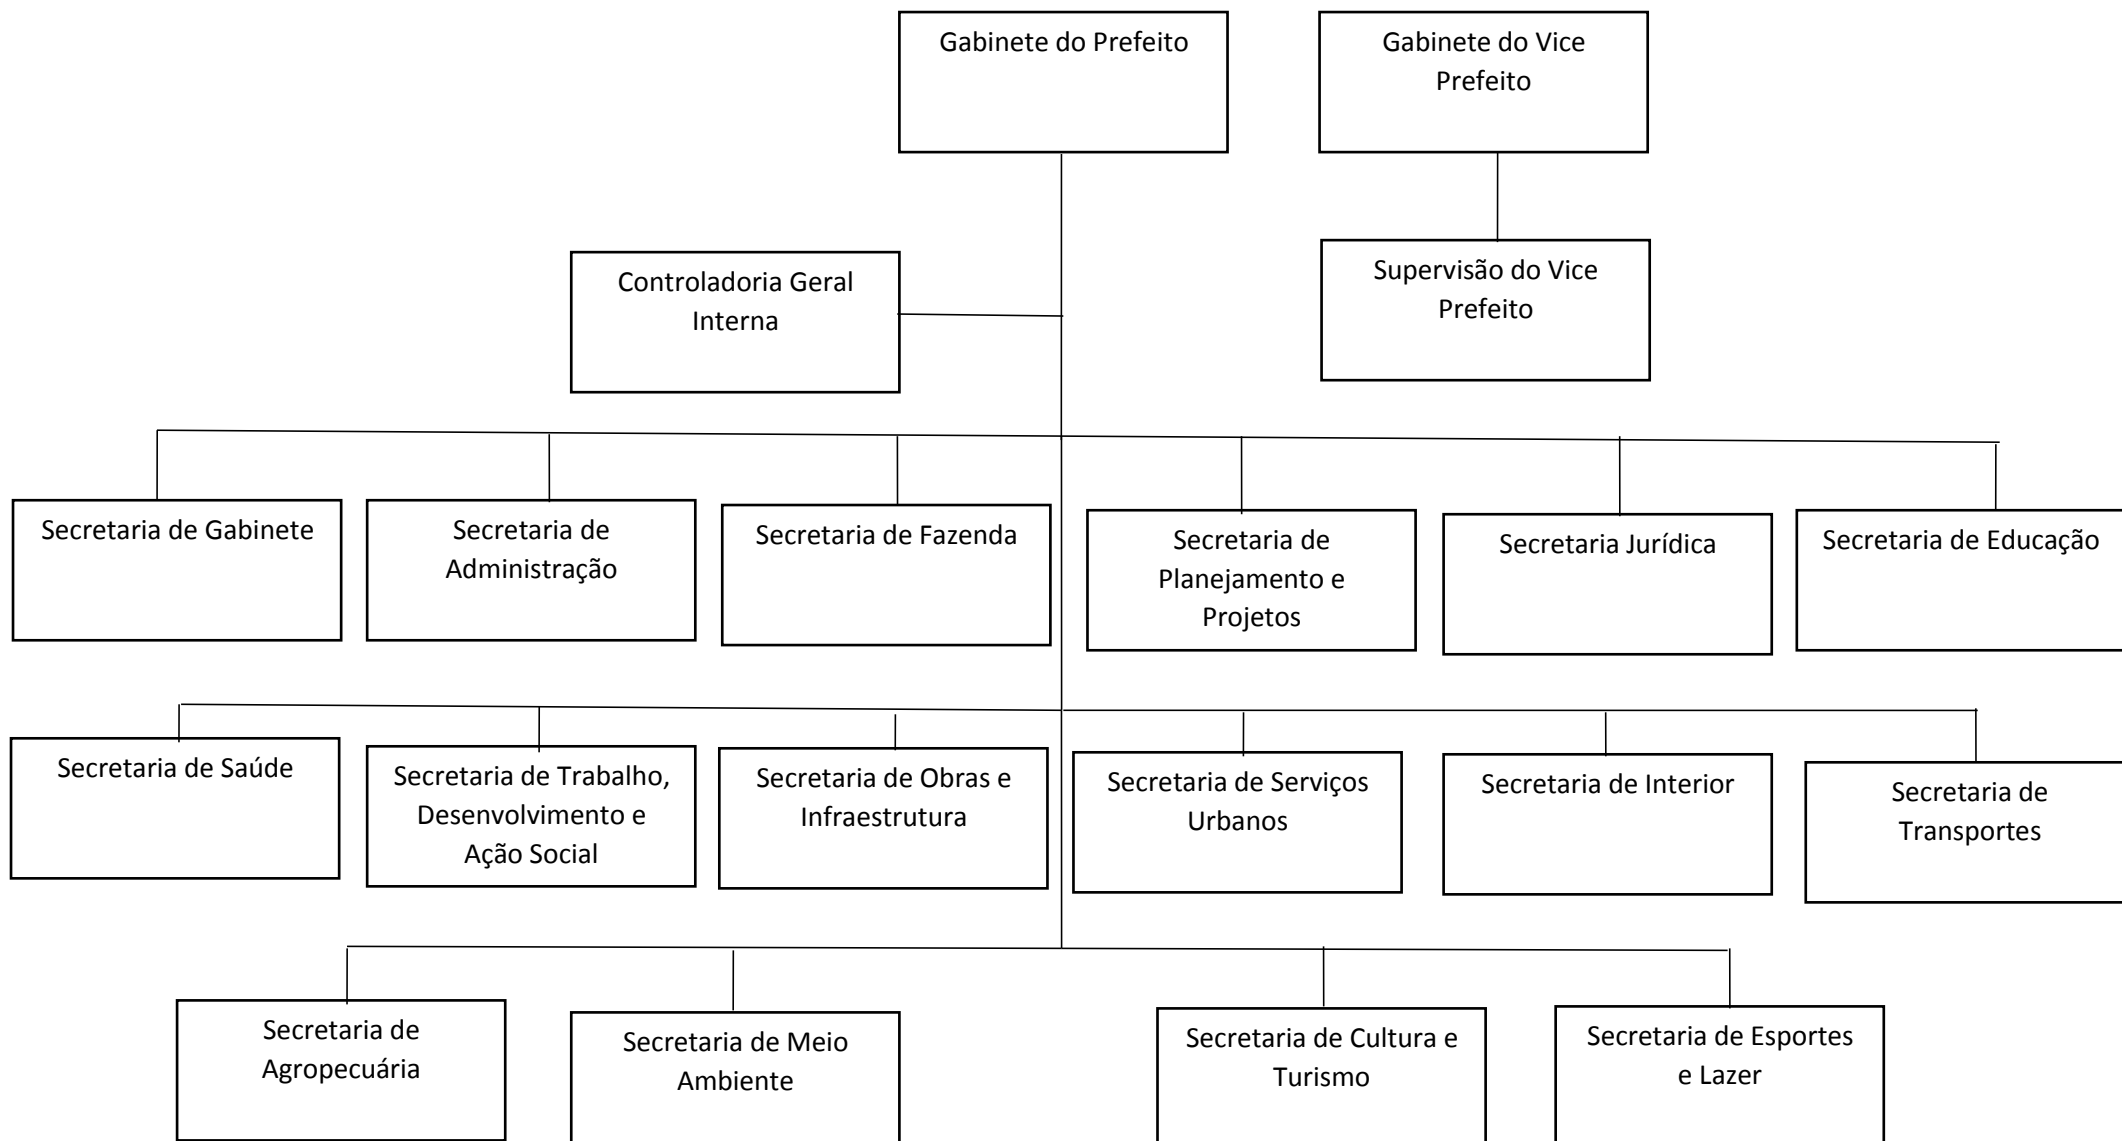 Gabinete do Prefeito
Gabinete do Vice
Prefeito
Controladoria Geral
Interna
Supervisão do Vice
Prefeito
Secretaria de Gabinete
Secretaria de
Administração
Secretaria de Fazenda
Secretaria de
Planejamento e
Projetos
Secretaria Jurídica
Secretaria de Educação
Secretaria de Saúde
Secretaria de Trabalho,
Desenvolvimento e
Ação Social
Secretaria de Obras e
Infraestrutura
Secretaria de Serviços
Urbanos
Secretaria de Interior
Secretaria de
Transportes
Secretaria de
Agropecuária
Secretaria de Meio
Ambiente
Secretaria de Cultura e
Turismo
Secretaria de Esportes
e Lazer